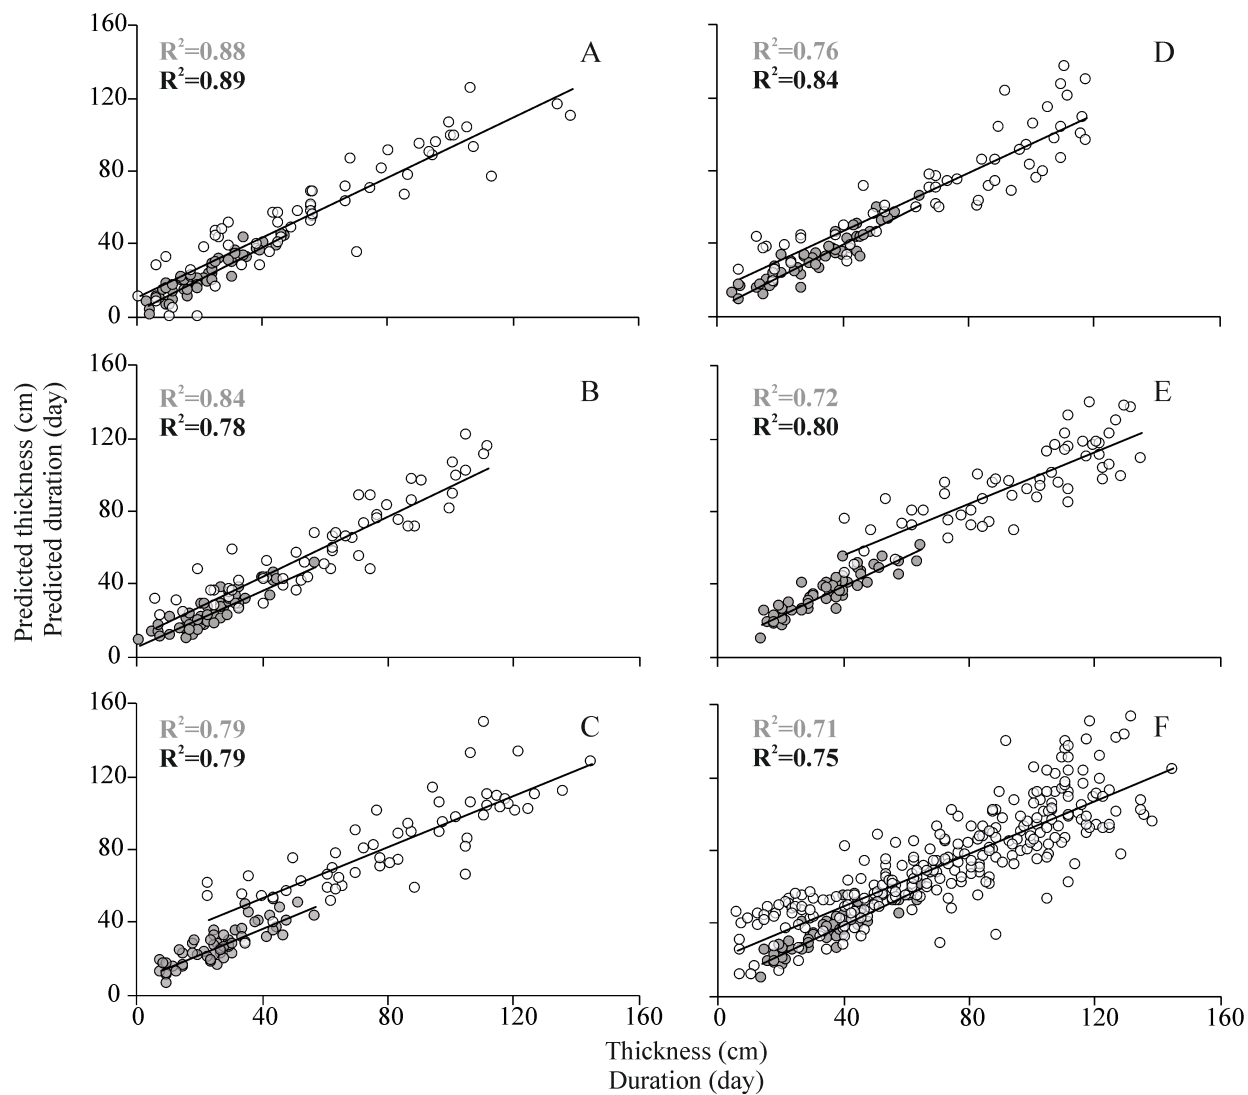 160
120
80
40
0
R²=0.88
R²=0.89
A
R²=0.76
R²=0.84
D
160
120
80
40
0
R²=0.84
R²=0.78
B
R²=0.72
R²=0.80
E
160
120
80
40
0
R²=0.79
R²=0.79
C
R²=0.71
R²=0.75
F
0 40 80 120 160
0 40 80 120 160
Predicted thickness (cm)
Predicted duration (day)
Thickness (cm)
Duration (day)